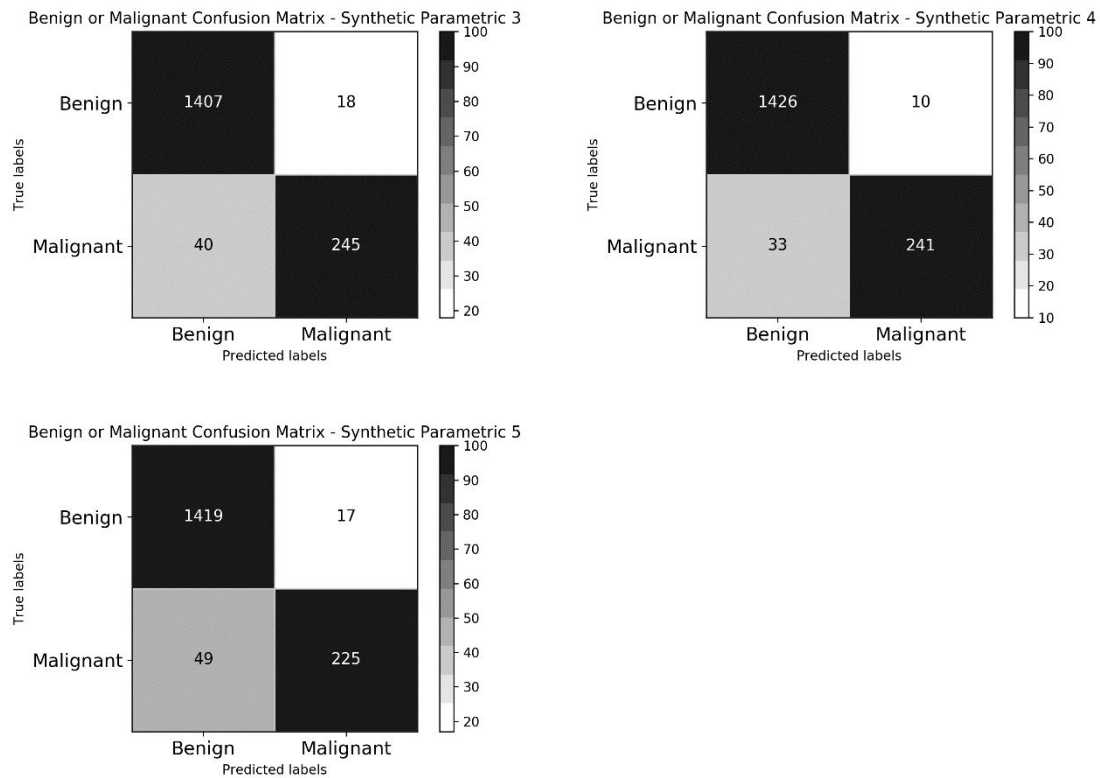 Benign or Malignant Confusion Matrix - Synthetic Parametric 3
100
90
80
70
60
50
40
30
20
True labels
Benign
1407
18
Malignant
40
245
Benign
Malignant
Predicted labels
Benign or Malignant Confusion Matrix - Synthetic Parametric 4
100
90
80
70
60
50
40
30
20
10
True labels
Benign
1426
10
Malignant
33
241
Benign
Malignant
Predicted labels
Benign or Malignant Confusion Matrix - Synthetic Parametric 5
100
90
80
70
60
50
40
30
20
True labels
Benign
1419
17
Malignant
49
225
Benign
Malignant
Predicted labels